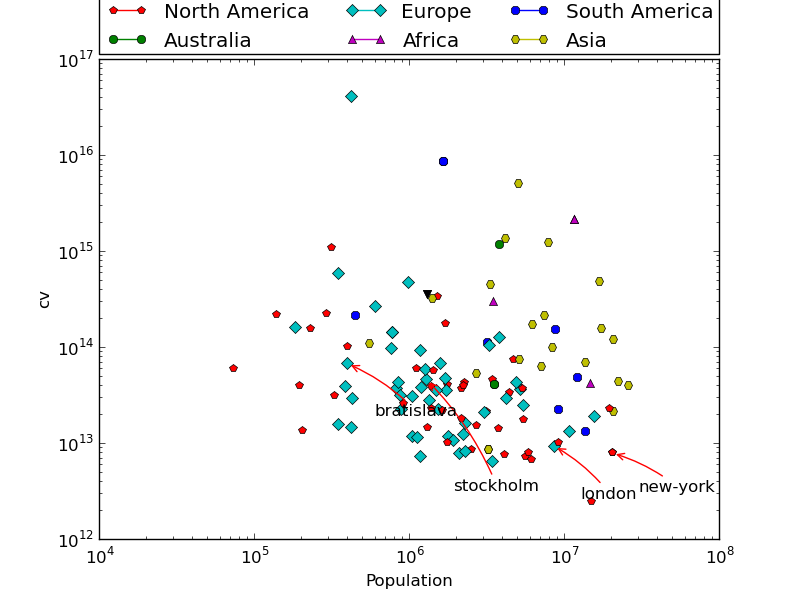 North America Europe South America
Australia Africa Asia
10^17
10^16
10^15
10^14
10^13
10^12
cv
bratislava
stockholm
london
new-york
10^4 10^5 10^6 10^7 10^8
Population